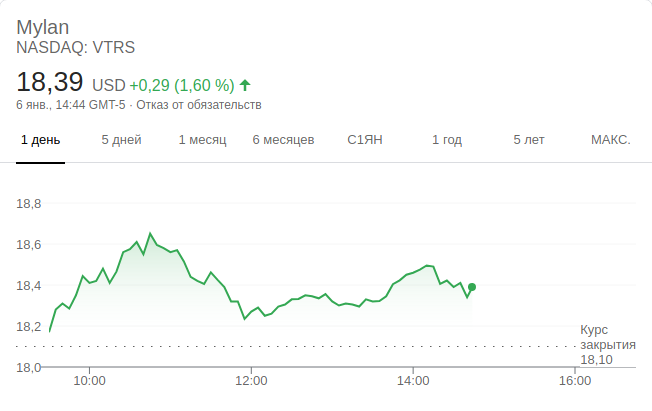 Mylan
NASDAQ: VTRS
18,39 USD +0,29 (1,60 %)
6 янв., 14:44 GMT-5 · Отказ от обязательств
1 день 5 дней 1 месяц 6 месяцев С1ЯН 1 год 5 лет МАКС.
18,8
18,6
18,4
18,2
Курс
закрытия
18,10
18,0
10:00 12:00 14:00 16:00